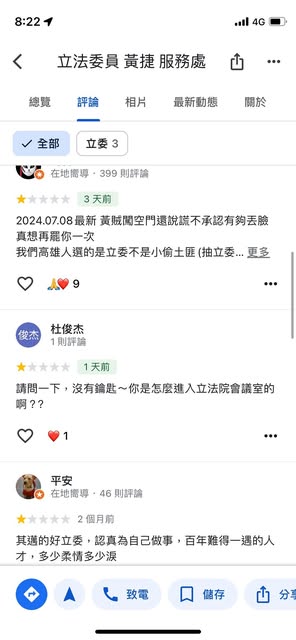 8:22
4G
立法委員 黃捷 服務處
總覽 評論 相片 最新動態 關於
全部 立委 3
在地嚮導・399 則評論
3 天前
2024.07.08最新 黃賊闖空門還說謊不承認有夠丟臉
真想再罷你一次
我們高雄人選的是立委不是小偷土匪 (抽立委... 更多
🙏❤️ 9
俊杰
杜俊杰
1 則評論
1 天前
請問一下，沒有鑰匙～你是怎麼進入立法院會議室的
啊？?
❤️ 1
平安
在地嚮導・46 則評論
2 個月前
其邁的好戰友，認真為自己做事，百年難得一遇的人
才，多少柔情多少淚
致電 儲存 分享